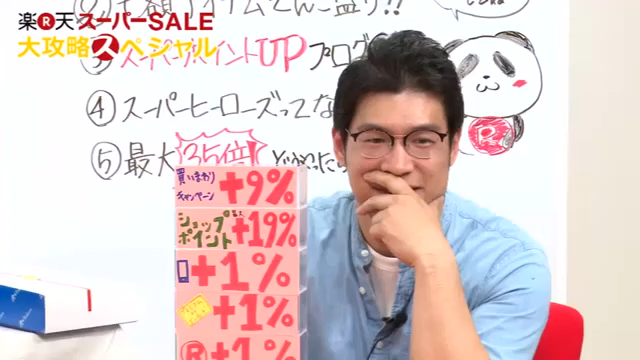 楽天スーパーSALE
大攻略スペシャル
③スーパーポイントUPプログ
④スーパーヒーローズってな
⑤最大35倍
買いまわりキャンペーン +9%
ショップポイント 最大 +19%
+1%
+1%
R +1%